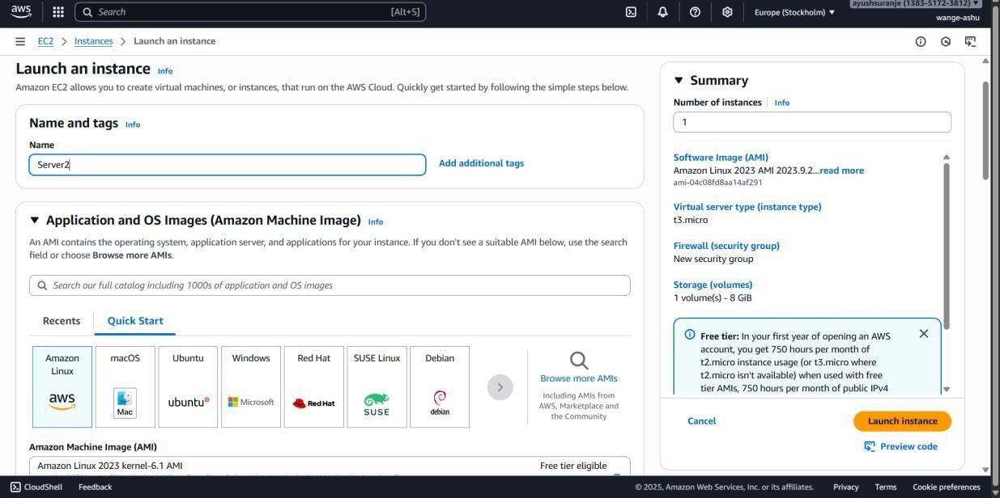 aws
Search
[Alt+S]
Europe (Stockholm)
ayushsuranje (1383-5172-3812)
wange-ashu
EC2 > Instances > Launch an instance
Launch an instance Info
Amazon EC2 allows you to create virtual machines, or instances, that run on the AWS Cloud. Quickly get started by following the simple steps below.
Name and tags Info
Name
Server2
Add additional tags
Application and OS Images (Amazon Machine Image) Info
An AMI contains the operating system, application server, and applications for your instance. If you don't see a suitable AMI below, use the search
field or choose Browse more AMIs.
Search our full catalog including 1000s of application and OS images
Recents
Quick Start
Amazon
Linux
aws
macOS
Mac
Ubuntu
ubuntu
Windows
Microsoft
Red Hat
Red Hat
SUSE Linux
SUSE
Debian
debian
Browse more AMIs
Including AMIs from
AWS, Marketplace and
the Community
Amazon Machine Image (AMI)
Amazon Linux 2023 kernel-6.1 AMI
Free tier eligible
Summary
Number of instances Info
1
Software Image (AMI)
Amazon Linux 2023 AMI 2023.9.2...read more
ami-04c08fd8aa14af291
Virtual server type (instance type)
t3.micro
Firewall (security group)
New security group
Storage (volumes)
1 volume(s) - 8 GiB
Free tier: In your first year of opening an AWS
account, you get 750 hours per month of
t2.micro instance usage (or t3.micro where
t2.micro isn't available) when used with free
tier AMIs, 750 hours per month of public IPv4
Cancel
Launch instance
Preview code
CloudShell
Feedback
© 2025, Amazon Web Services, Inc. or its affiliates.
Privacy
Terms
Cookie preferences